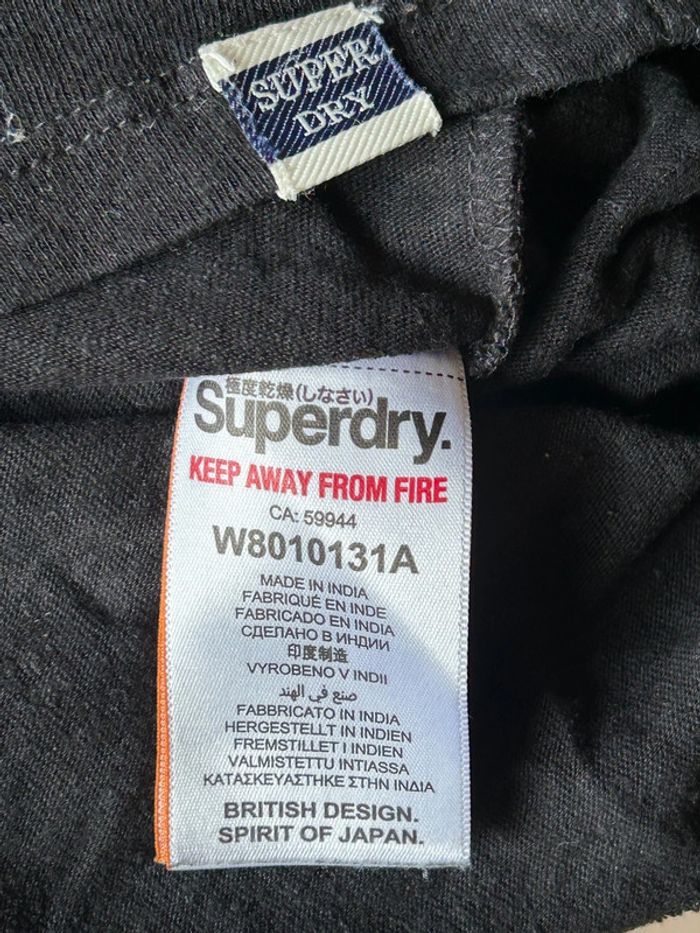 SUPER
DRY
極度乾燥(しなさい)
Superdry.
KEEP AWAY FROM FIRE
CA: 59944
W8010131A
MADE IN INDIA
FABRIQUÉ EN INDE
FABRICADO EN INDIA
СДЕЛАНО В ИНДИИ
印度制造
VYROBENO V INDII
صنع في الهند
FABBRICATO IN INDIA
HERGESTELLT IN INDIEN
FREMSTILLET I INDIEN
VALMISTETTU INTIASSA
ΚΑΤΑΣΚΕΥΑΣΤΗΚΕ ΣΤΗΝ ΙΝΔΙΑ
BRITISH DESIGN.
SPIRIT OF JAPAN.